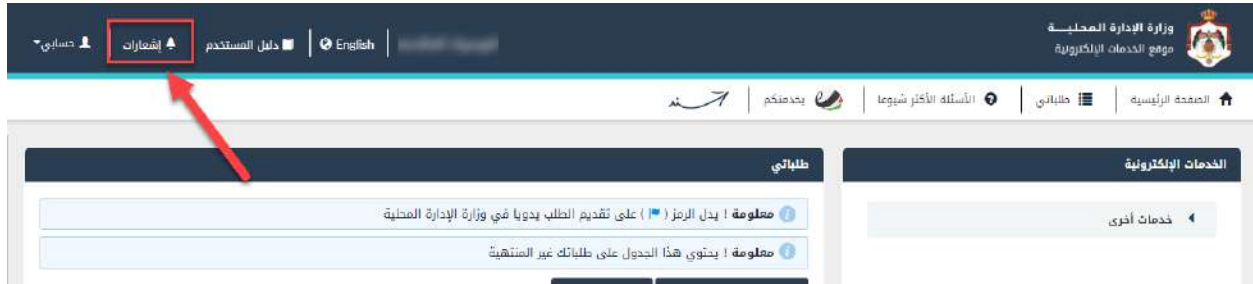 وزارة الإدارة المحليـــة
موقع الخدمات الإلكترونية
English
دليل المستخدم
إشعارات
حسابي
الصفحة الرئيسية
طلباتي
الأسئلة الأكثر شيوعا
بخدمتكم
سند
الخدمات الإلكترونية
خدمات أخرى
طلباتي
معلومة ! يدل الرمز ( ) على تقديم الطلب يدويا في وزارة الإدارة المحلية
معلومة ! يحتوي هذا الجدول على طلباتك غير المنتهية